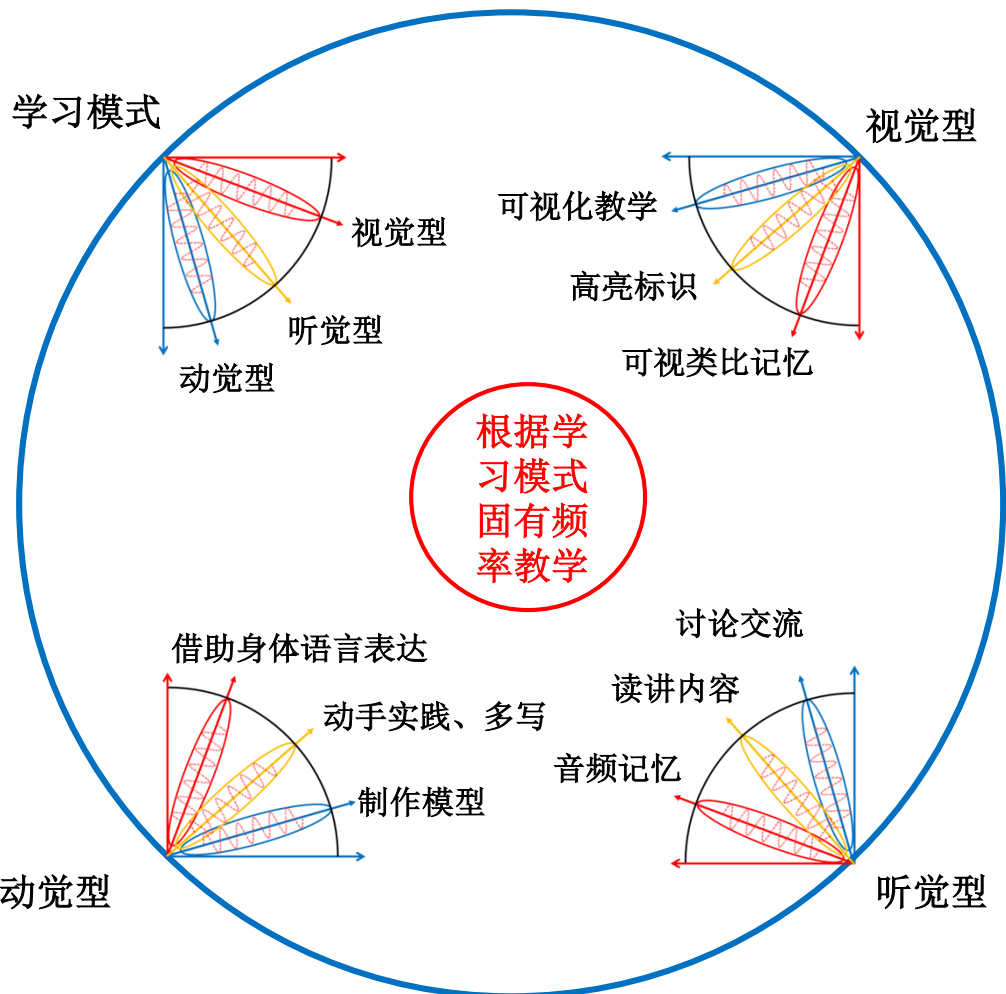 学习模式
视觉型
听觉型
动觉型
视觉型
可视化教学
高亮标识
可视类比记忆
根据学
习模式
固有频
率教学
借助身体语言表达
动手实践、多写
制作模型
动觉型
讨论交流
读讲内容
音频记忆
听觉型